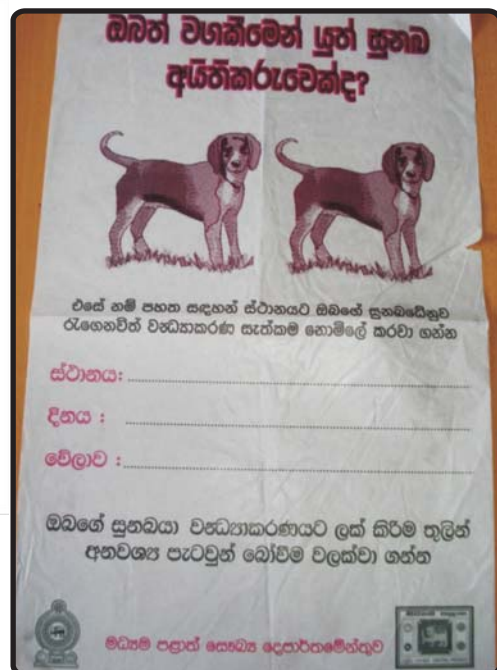 ඔබත් වගකීමෙන් යුත් සුනඛ
අයිතිකරුවෙක්ද?
එසේ නම් පහත සඳහන් ස්ථානයට ඔබගේ සුනඛඩේනුව
රැගෙනවිත් වන්ධ්‍යාකරණ සැත්කම නොමිලේ කරවා ගන්න
ස්ථානය:
දිනය :
වේලාව :
ඔබගේ සුනඛයා වන්ධ්‍යාකරණයට ලක් කිරීම තුලින්
අනවශ්‍ය පැටවුන් බෝවීම වලක්වා ගන්න
මධ්‍යම පළාත් සෞඛ්‍ය දෙපාර්තමේන්තුව